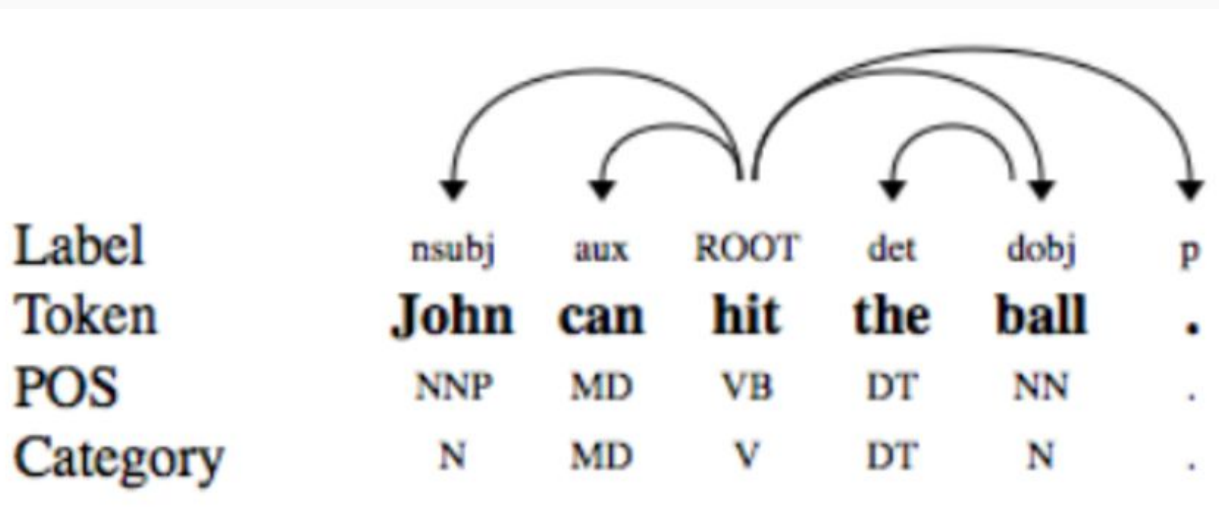 Label nsubj aux ROOT det dobj p
Token John can hit the ball .
POS NNP MD VB DT NN .
Category N MD V DT N .